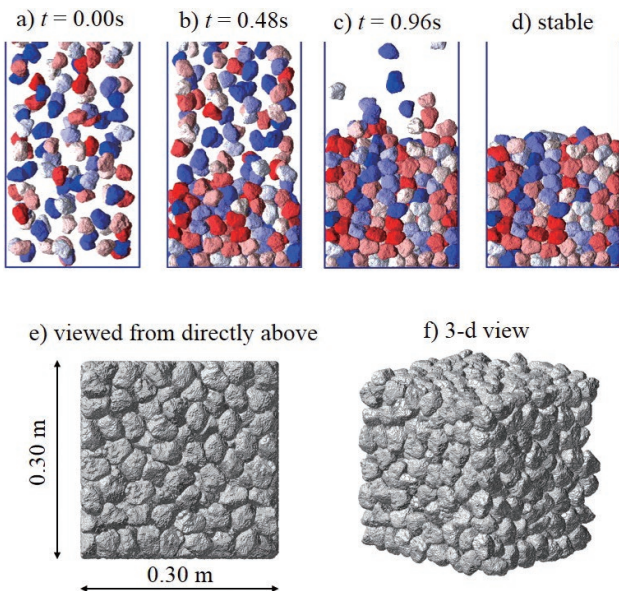 a) t = 0.00s
b) t = 0.48s
c) t = 0.96s
d) stable
e) viewed from directly above
f) 3-d view
0.30 m
0.30 m